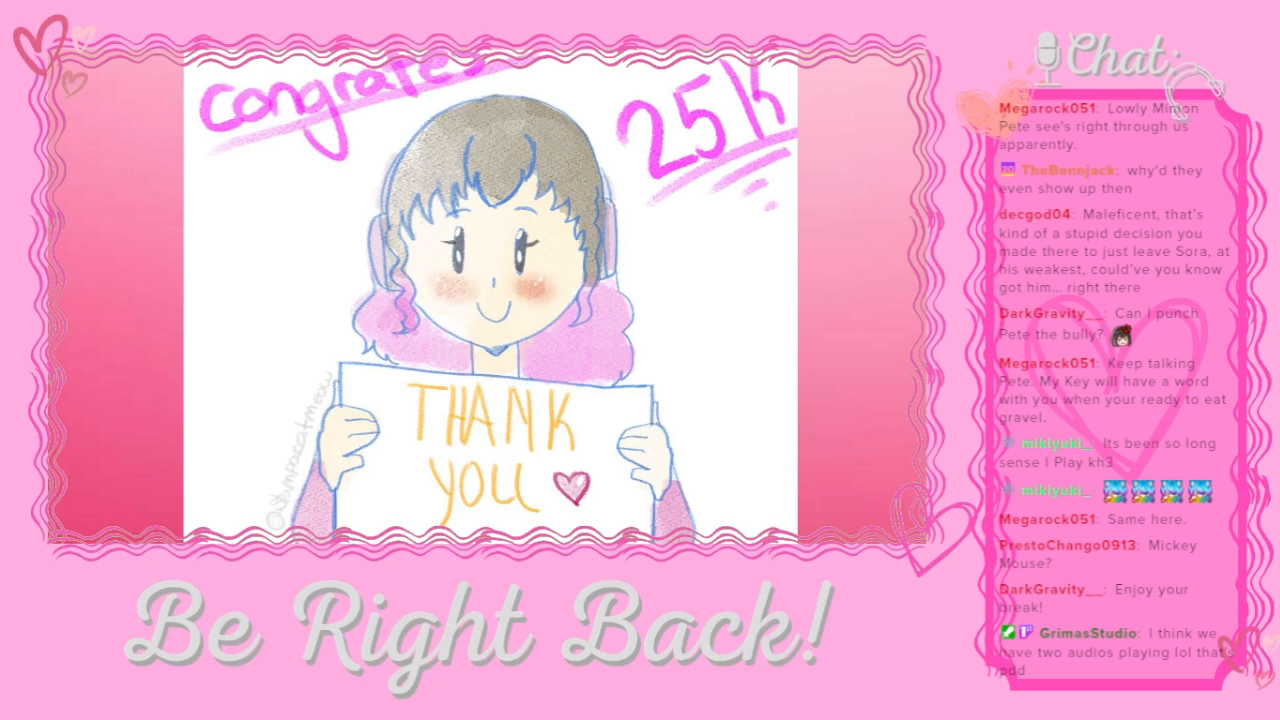 congrates
25K
THANK
YOU
Be Right Back!
Chat:
Megarock051: Lowly Minion
Pete see's right through us
apparently.
TheBennjack: why'd they
even show up then
decgod04: Maleficent, that's
kind of a stupid decision you
made there to just leave Sora, at
his weakest, could've you know
got him... right there
DarkGravity__: Can I punch
Pete the bully?
Megarock051: Keep talking
Pete. My Key will have a word
with you when your ready to eat
gravel.
mikiyuki_: Its been so long
sense I Play kh3
mikiyuki_:
Megarock051: Same here.
PrestoChango0913: Mickey
Mouse?
DarkGravity__: Enjoy your
break!
GrimasStudio: I think we
have two audios playing lol that's